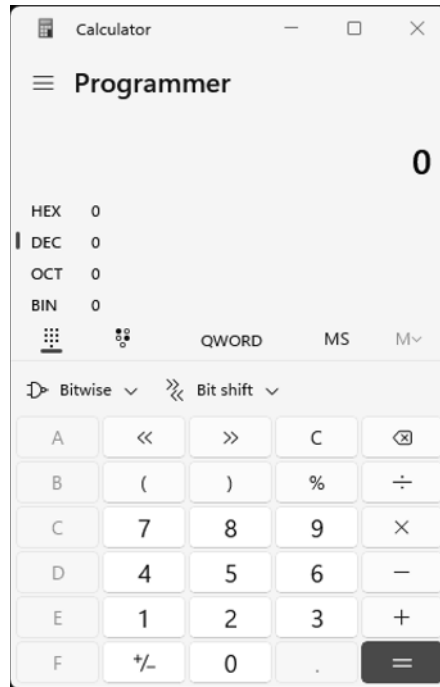 Calculator
Programmer
0
HEX 0
DEC 0
OCT 0
BIN 0
QWORD MS M
Bitwise Bit shift
A « » C
B ( ) % ÷
C 7 8 9 ×
D 4 5 6 −
E 1 2 3 +
F +/− 0 . =